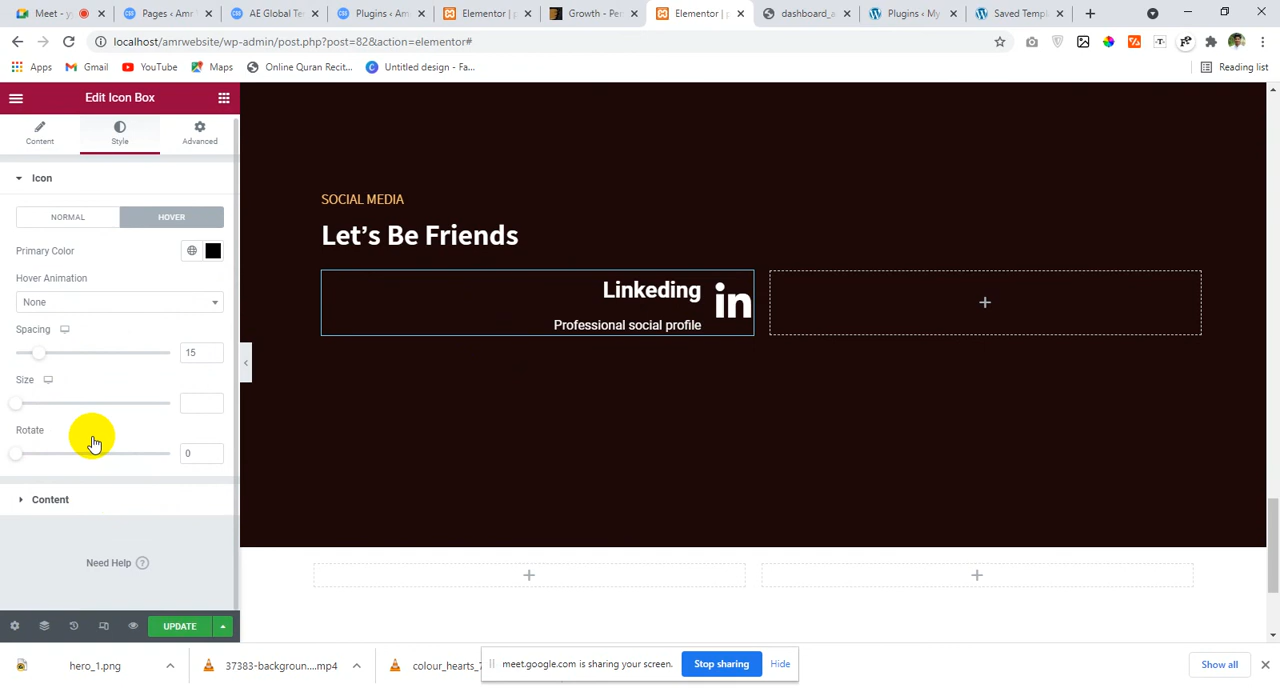 Meet - y
Pages ‹ Amr
AE Global Te
Plugins ‹ Am
Elementor | p
Growth - Per
Elementor | p
dashboard_a
Plugins ‹ My
Saved Templ
localhost/amrwebsite/wp-admin/post.php?post=82&action=elementor#
Apps
Gmail
YouTube
Maps
Online Quran Recit...
Untitled design - Fa...
Reading list
Edit Icon Box
Content
Style
Advanced
Icon
NORMAL
HOVER
Primary Color
Hover Animation
None
Spacing
15
Size
Rotate
0
Content
Need Help
UPDATE
SOCIAL MEDIA
Let's Be Friends
Linkeding
in
Professional social profile
hero_1.png
37383-backgroun....mp4
colour_hearts_
meet.google.com is sharing your screen.
Stop sharing
Hide
Show all